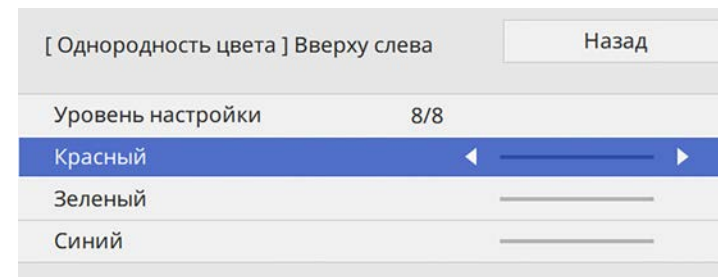 [ Однородность цвета ] Вверху слева
Назад
Уровень настройки 8/8
Красный
Зеленый
Синий